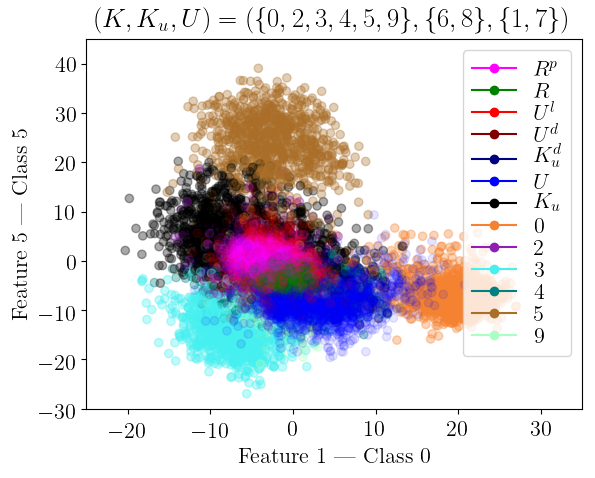 (K, K_u, U) = ({0, 2, 3, 4, 5, 9}, {6, 8}, {1, 7})
Feature 5 — Class 5
40
30
20
10
0
−10
−20
−30
R^p
R
U^l
U^d
K_u^d
U
K_u
0
2
3
4
5
9
−20 −10 0 10 20 30
Feature 1 — Class 0